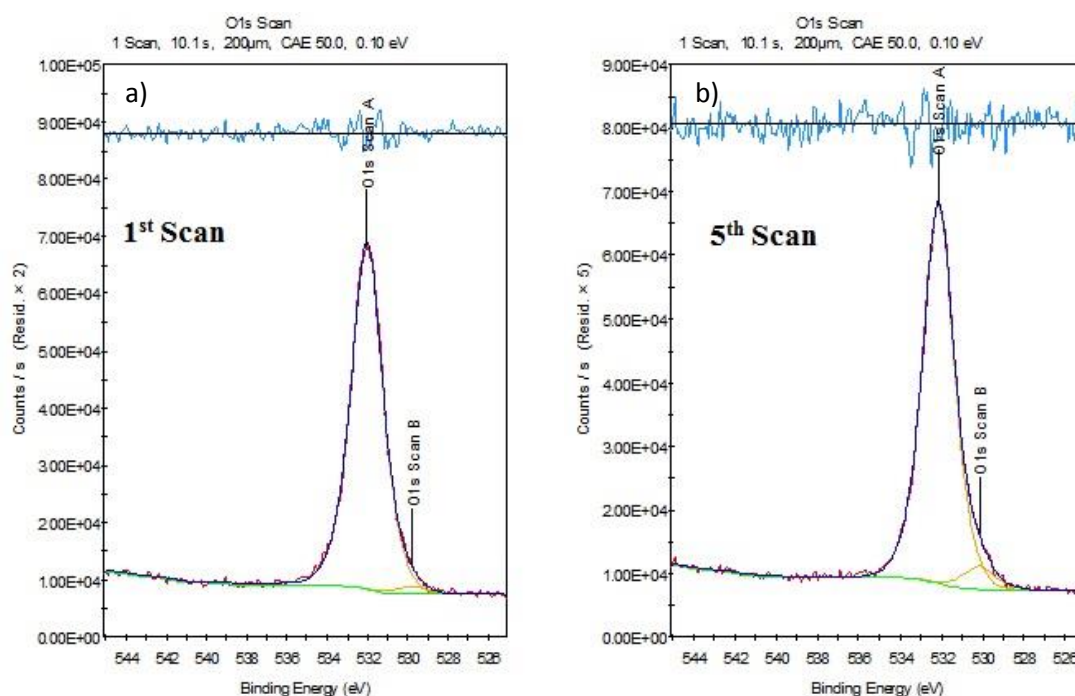 a)
O1s Scan
1 Scan, 10.1 s, 200µm, CAE 50.0, 0.10 eV
1.00E+05
9.00E+04
8.00E+04
7.00E+04
6.00E+04
5.00E+04
4.00E+04
3.00E+04
2.00E+04
1.00E+04
0.00E+00
Counts / s (Resid. × 2)
1st Scan
O1s Scan A
O1s Scan B
544 542 540 538 536 534 532 530 528 526
Binding Energy (eV)
b)
O1s Scan
1 Scan, 10.1 s, 200µm, CAE 50.0, 0.10 eV
9.00E+04
8.00E+04
7.00E+04
6.00E+04
5.00E+04
4.00E+04
3.00E+04
2.00E+04
1.00E+04
0.00E+00
Counts / s (Resid. × 5)
5th Scan
O1s Scan A
O1s Scan B
544 542 540 538 536 534 532 530 528 526
Binding Energy (eV)